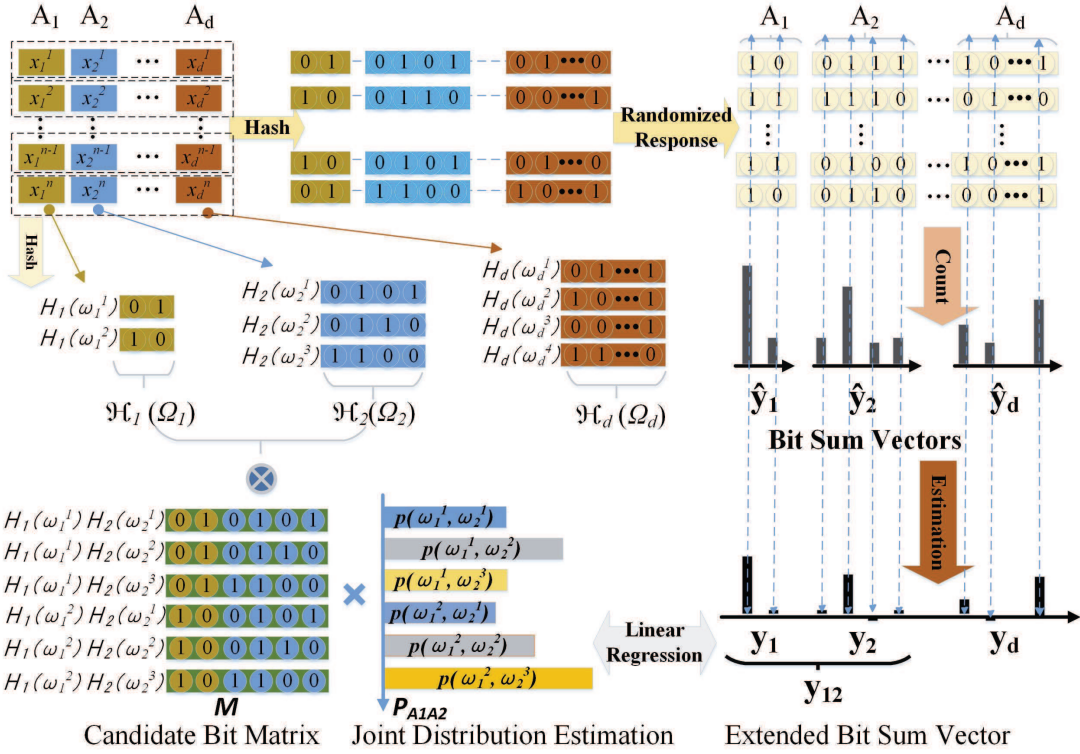 A1 A2 Ad
x1^1 x2^1 ••• xd^1
x1^2 x2^2 ••• xd^2
x1^n-1 x2^n-1 ••• xd^n-1
x1^n x2^n ••• xd^n
Hash
Hash
0 1 0 1 0 1 0 1 ••• 0
1 0 0 1 1 0 0 0 ••• 1
0 1 0 1 0 1 0 1 ••• 0
0 1 1 1 0 0 1 0 ••• 1
Randomized
Response
A1 A2 Ad
1 0 0 1 1 1 ••• 1 0 ••• 1
1 1 1 1 1 0 ••• 0 1 ••• 0
1 1 0 1 0 0 ••• 1 0 ••• 1
1 0 0 1 1 0 ••• 0 0 ••• 1
Count
H1(ω1^1) 0 1
H1(ω1^2) 1 0
ℋ1(Ω1)
H2(ω2^1) 0 1 0 1
H2(ω2^2) 0 1 1 0
H2(ω2^3) 1 1 0 0
ℋ2(Ω2)
Hd(ωd^1) 0 1 ••• 1
Hd(ωd^2) 1 0 ••• 1
Hd(ωd^3) 0 0 ••• 1
Hd(ωd^4) 1 1 ••• 0
ℋd(Ωd)
ŷ1 ŷ2 ŷd
Bit Sum Vectors
Estimation
H1(ω1^1) H2(ω2^1) 0 1 0 1 0 1
H1(ω1^1) H2(ω2^2) 0 1 0 1 1 0
H1(ω1^1) H2(ω2^3) 0 1 1 1 0 0
H1(ω1^2) H2(ω2^1) 1 0 0 1 0 1
H1(ω1^2) H2(ω2^2) 1 0 0 1 1 0
H1(ω1^2) H2(ω2^3) 1 0 1 1 0 0
M
Candidate Bit Matrix
×
p(ω1^1, ω2^1)
p(ω1^1, ω2^2)
p(ω1^1, ω2^3)
p(ω1^2, ω2^1)
p(ω1^2, ω2^2)
p(ω1^2, ω2^3)
PA1A2
Joint Distribution Estimation
Linear
Regression
y1 y2 yd
y12
Extended Bit Sum Vector